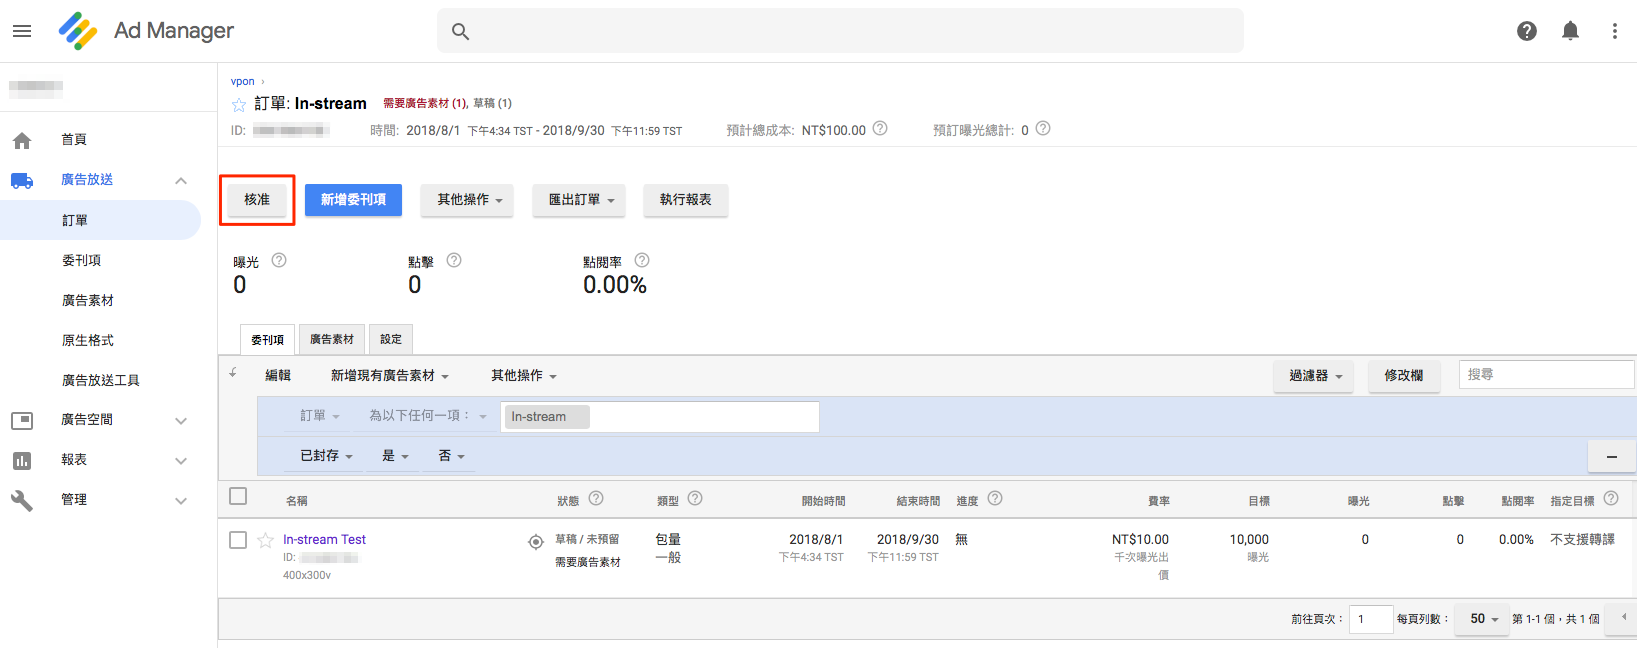 Ad Manager
vpon ›
訂單: In-stream 需要廣告素材 (1), 草稿 (1)
ID: 時間: 2018/8/1 下午4:34 TST - 2018/9/30 下午11:59 TST 預計總成本: NT$100.00 預訂曝光總計: 0
首頁
廣告放送
訂單
委刊項
廣告素材
原生格式
廣告放送工具
廣告空間
報表
管理
核准 新增委刊項 其他操作 匯出訂單 執行報表
曝光 點擊 點閱率
0 0 0.00%
委刊項 廣告素材 設定
編輯 新增現有廣告素材 其他操作 過濾器 修改欄 搜尋
訂單 為以下任何一項： In-stream
已封存 是 否
名稱 狀態 類型 開始時間 結束時間 進度 費率 目標 曝光 點擊 點閱率 指定目標
In-stream Test 草稿 / 未預留 包量 2018/8/1 2018/9/30 無 NT$10.00 10,000 0 0 0.00% 不支援轉譯
ID: 需要廣告素材 一般 下午4:34 TST 下午11:59 TST 千次曝光出 曝光
400x300v 價
前往頁次： 1 每頁列數： 50 第 1-1 個，共 1 個